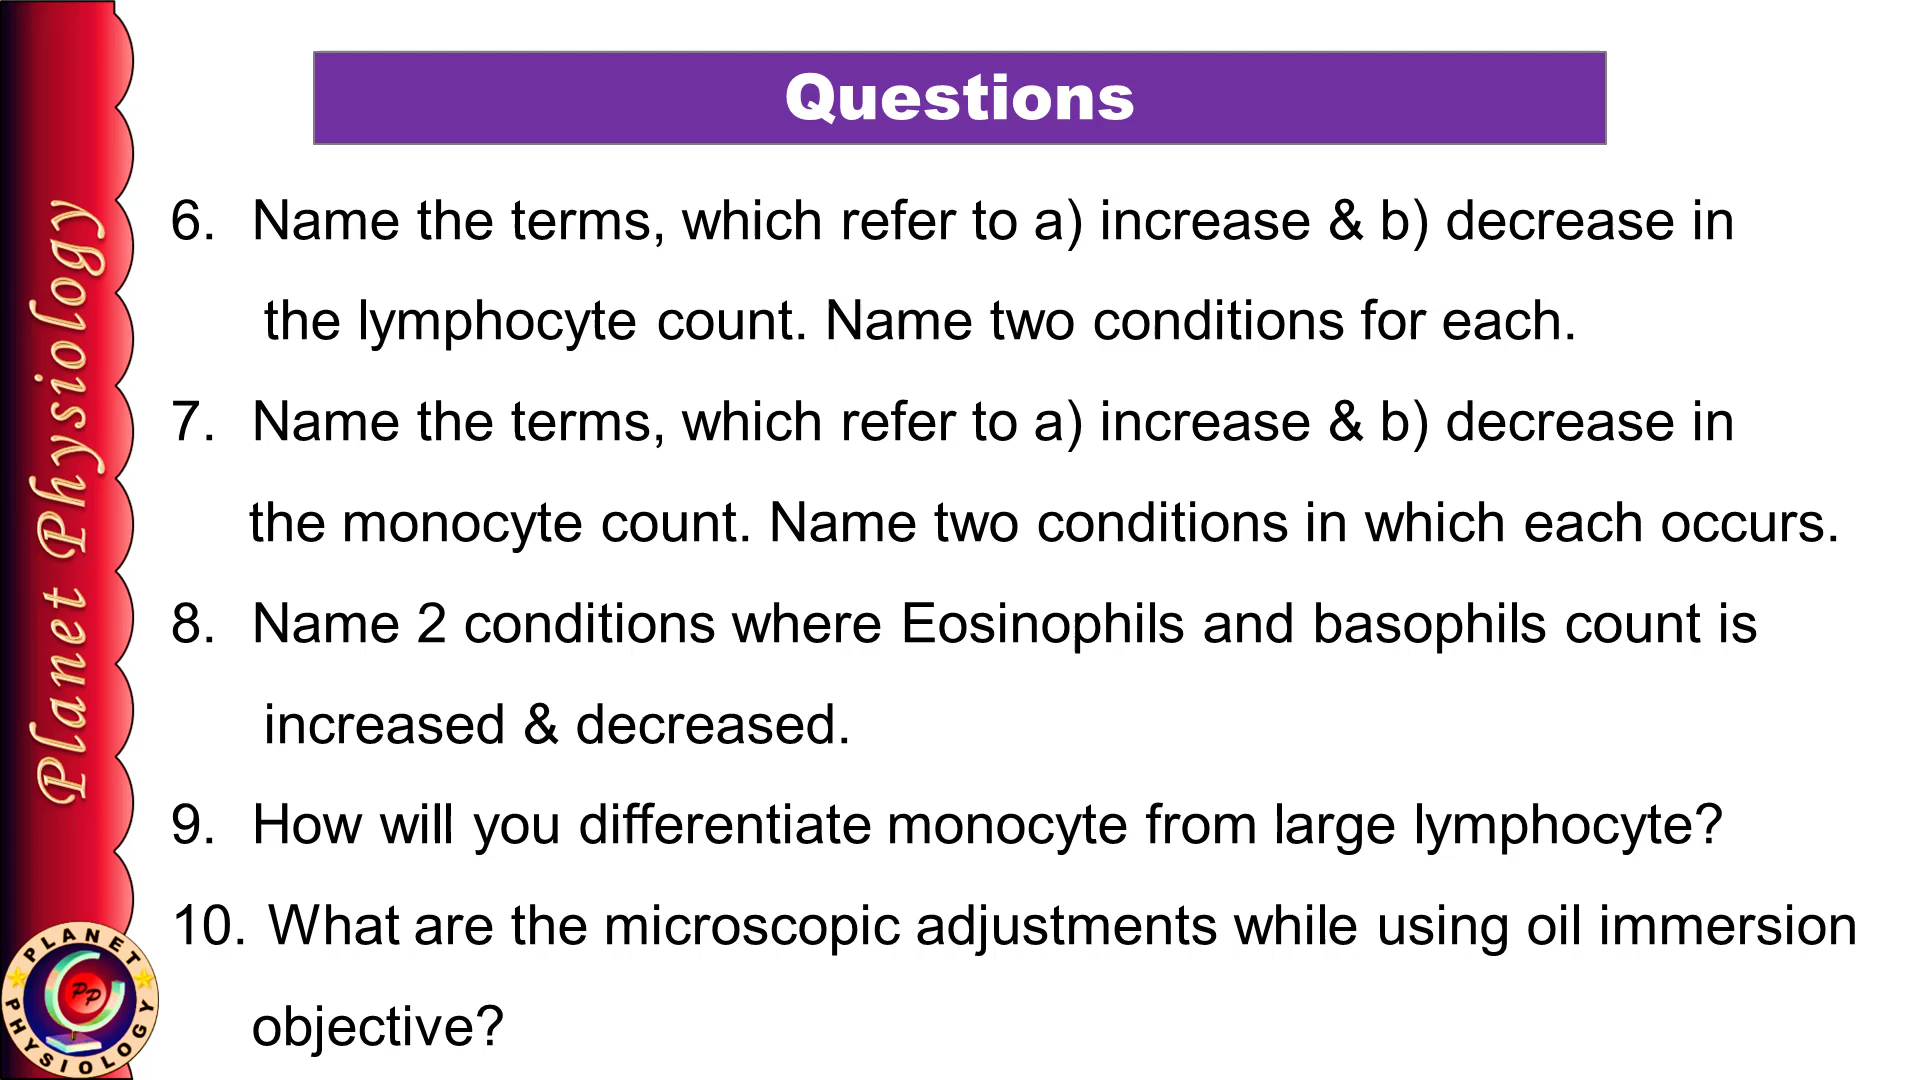 Questions
6. Name the terms, which refer to a) increase & b) decrease in
the lymphocyte count. Name two conditions for each.
7. Name the terms, which refer to a) increase & b) decrease in
the monocyte count. Name two conditions in which each occurs.
8. Name 2 conditions where Eosinophils and basophils count is
increased & decreased.
9. How will you differentiate monocyte from large lymphocyte?
10. What are the microscopic adjustments while using oil immersion
objective?
Planet Physiology
PLANET
PP
PHYSIOLOGY